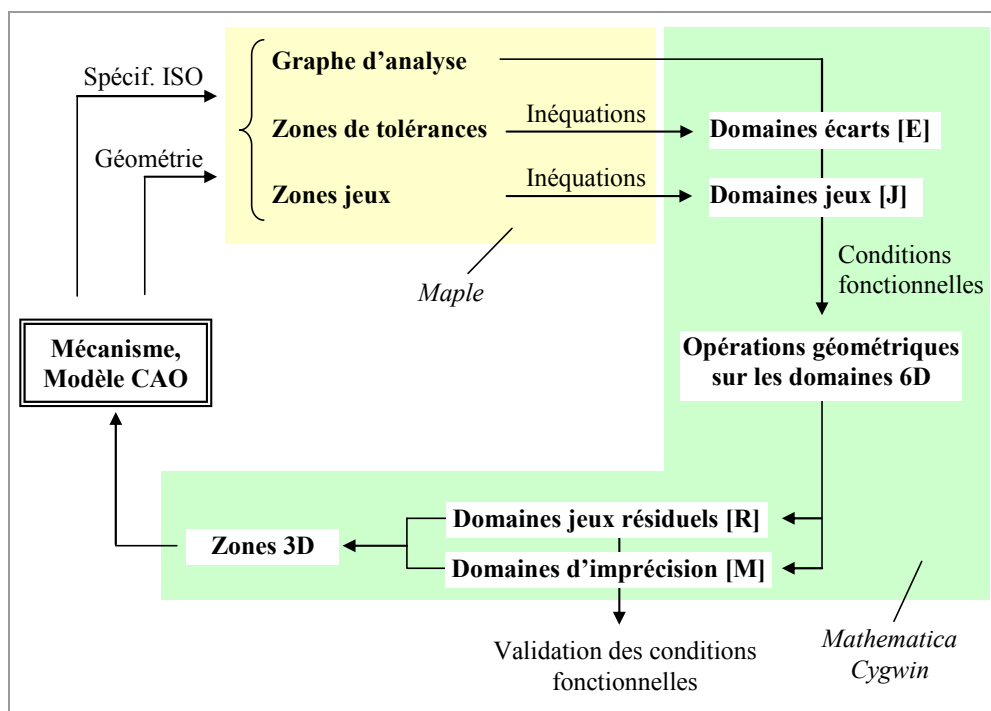 Spécif. ISO
Géométrie
Graphe d'analyse
Zones de tolérances
Zones jeux
Inéquations
Inéquations
Domaines écarts [E]
Domaines jeux [J]
Maple
Conditions
fonctionnelles
Mécanisme,
Modèle CAO
Opérations géométriques
sur les domaines 6D
Domaines jeux résiduels [R]
Zones 3D
Domaines d'imprécision [M]
Validation des conditions
fonctionnelles
Mathematica
Cygwin